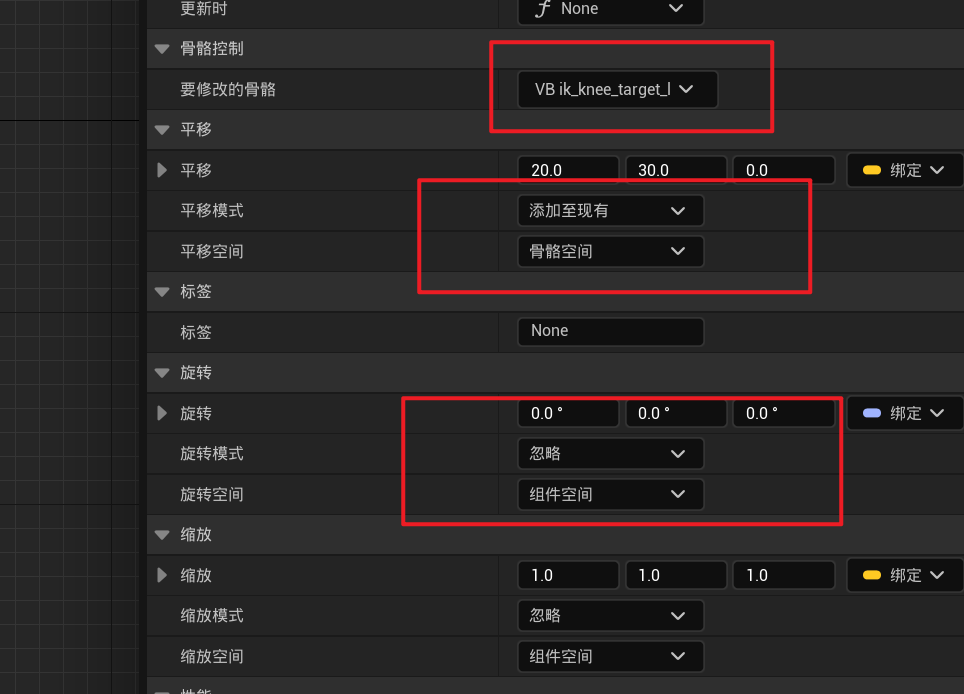 更新时 f None
骨骼控制
要修改的骨骼 VB ik_knee_target_l
平移
平移 20.0 30.0 0.0 绑定
平移模式 添加至现有
平移空间 骨骼空间
标签
标签 None
旋转
旋转 0.0 ° 0.0 ° 0.0 ° 绑定
旋转模式 忽略
旋转空间 组件空间
缩放
缩放 1.0 1.0 1.0 绑定
缩放模式 忽略
缩放空间 组件空间
性能